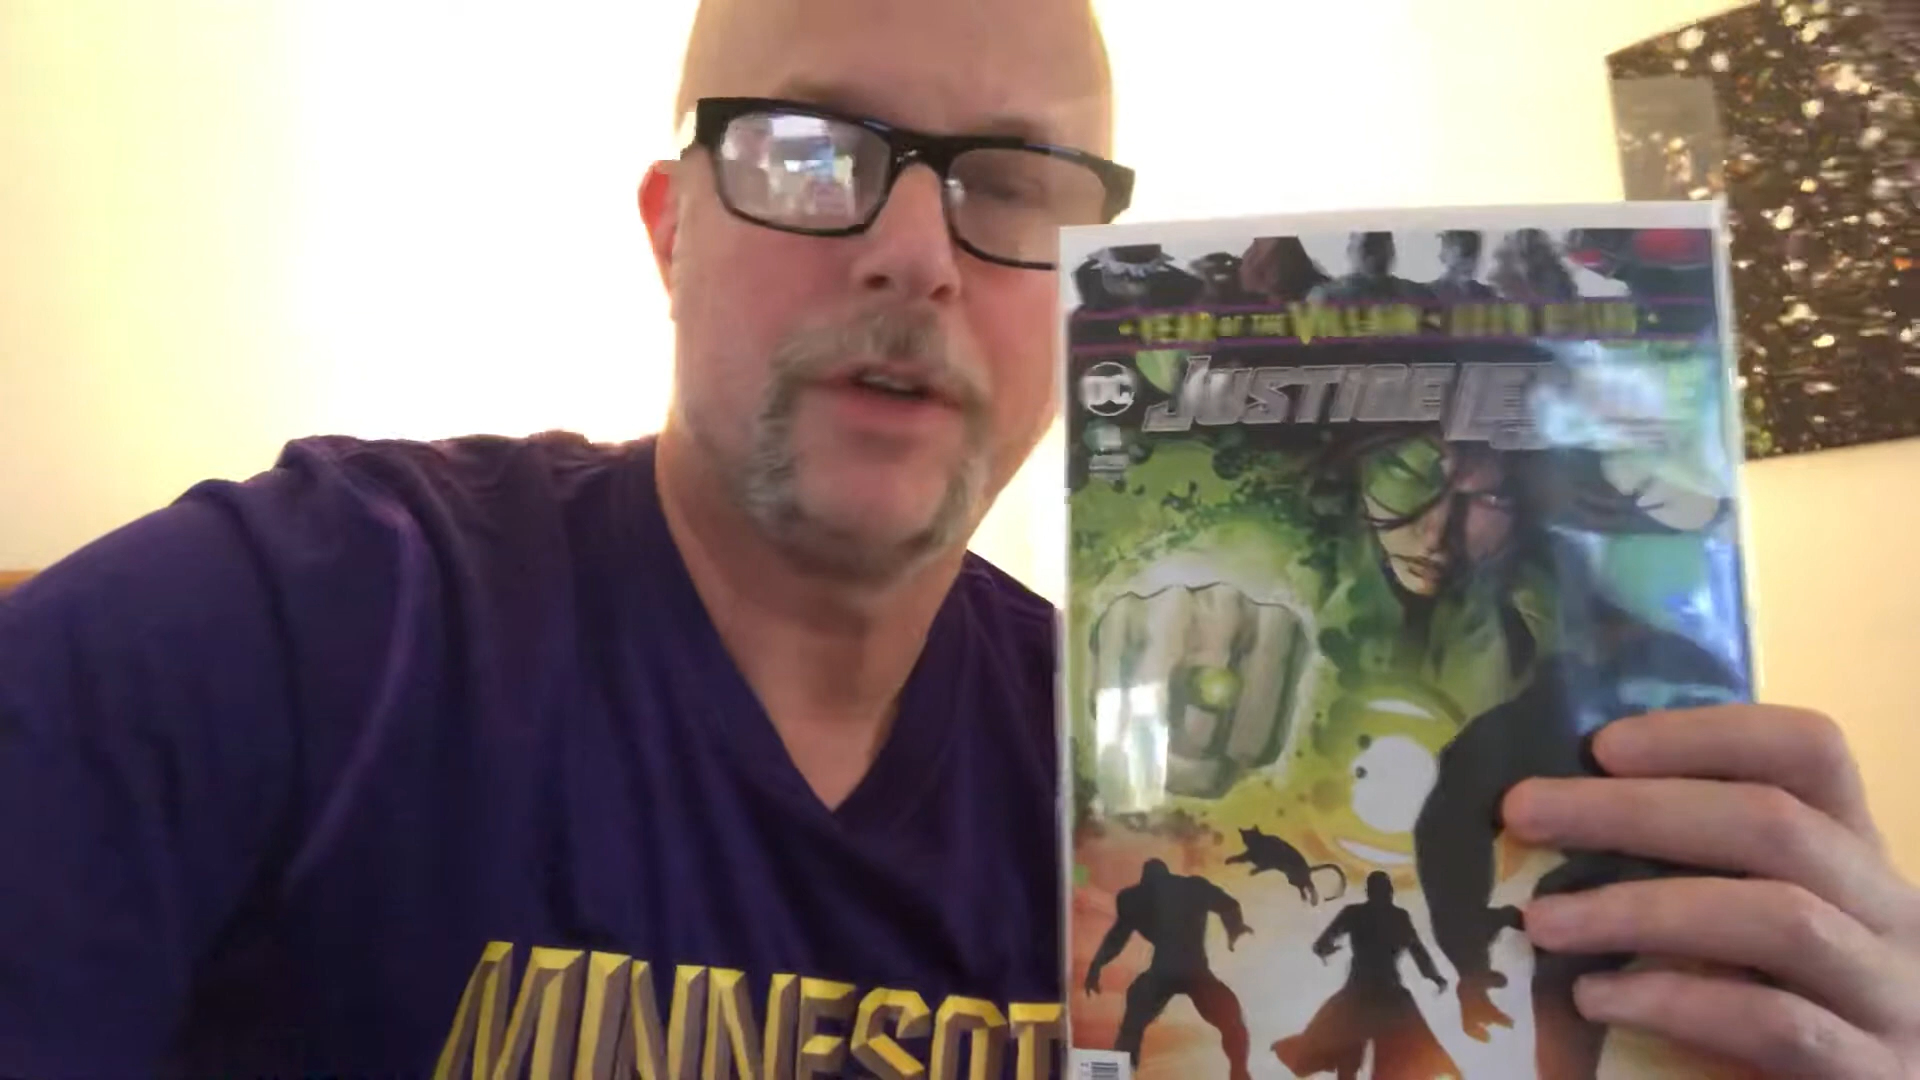 YEAR OF THE VILLAIN
DC
JUSTICE LE
MINNESOT